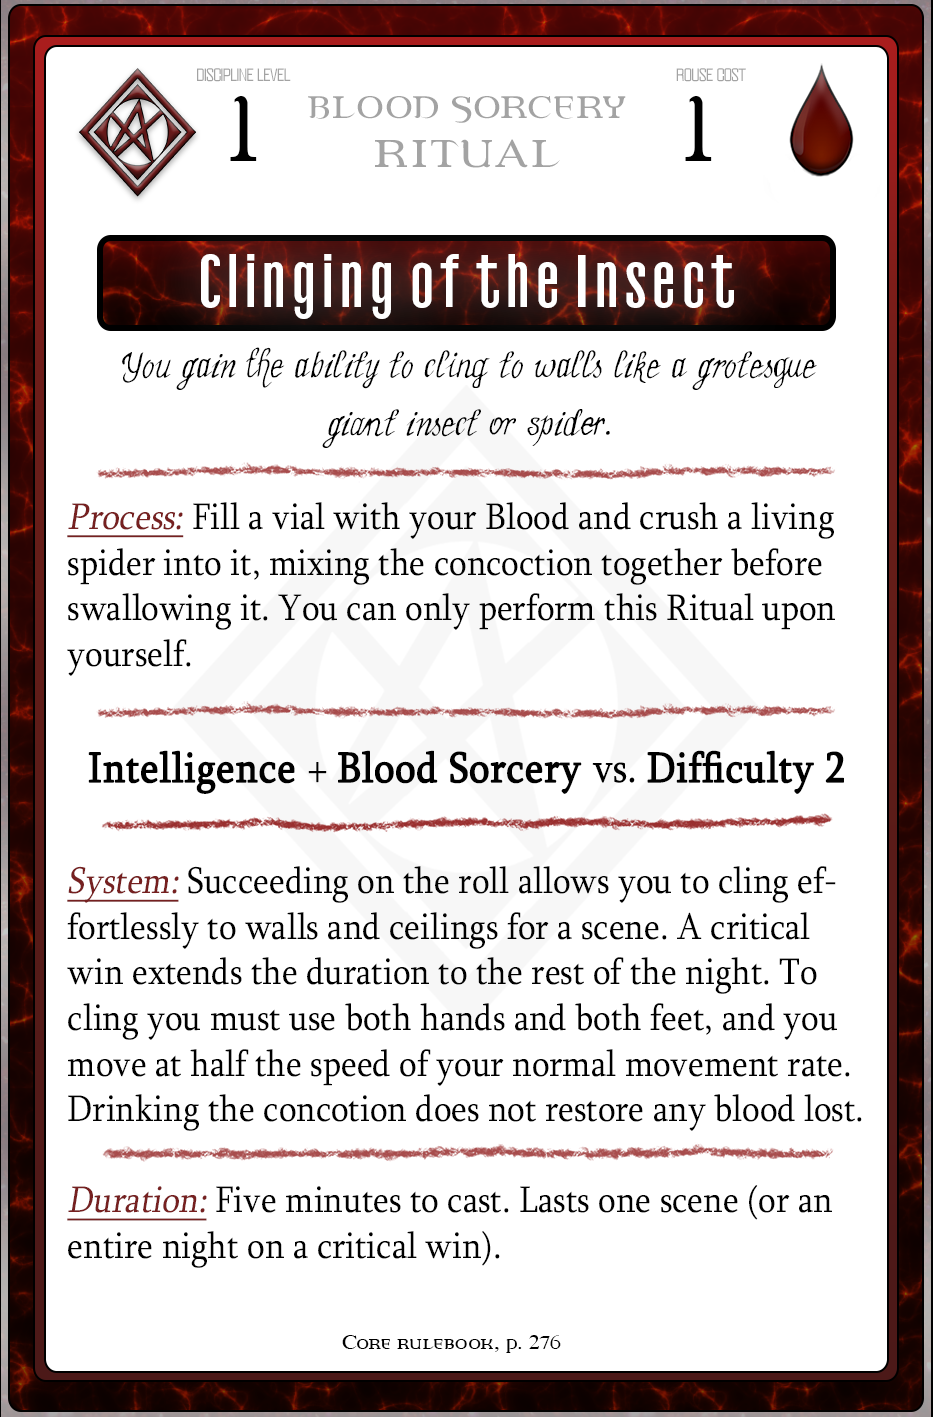 DISCIPLINE LEVEL
1
BLOOD SORCERY
RITUAL
ROUSE COST
1
Clinging of the Insect
You gain the ability to cling to walls like a grotesque
giant insect or spider.
Process: Fill a vial with your Blood and crush a living
spider into it, mixing the concoction together before
swallowing it. You can only perform this Ritual upon
yourself.
Intelligence + Blood Sorcery vs. Difficulty 2
System: Succeeding on the roll allows you to cling ef-
fortlessly to walls and ceilings for a scene. A critical
win extends the duration to the rest of the night. To
cling you must use both hands and both feet, and you
move at half the speed of your normal movement rate.
Drinking the concotion does not restore any blood lost.
Duration: Five minutes to cast. Lasts one scene (or an
entire night on a critical win).
Core rulebook, p. 276